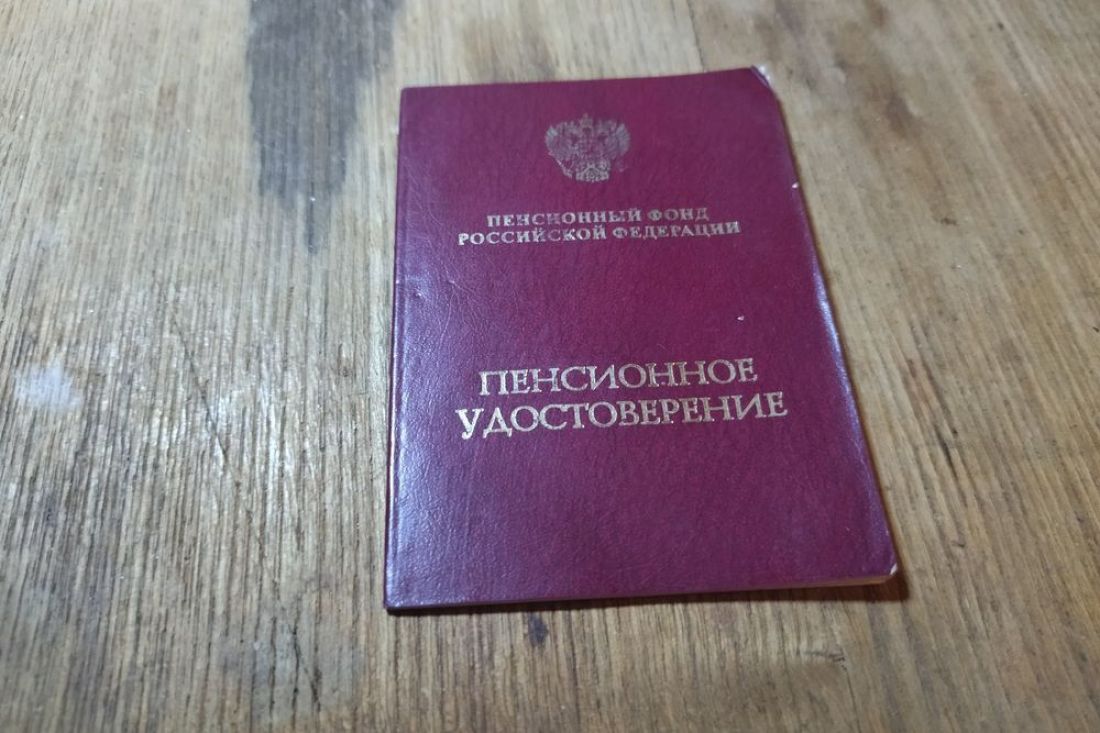 ПЕНСИОННЫЙ ФОНД
РОССИЙСКОЙ ФЕДЕРАЦИИ
ПЕНСИОННОЕ
УДОСТОВЕРЕНИЕ